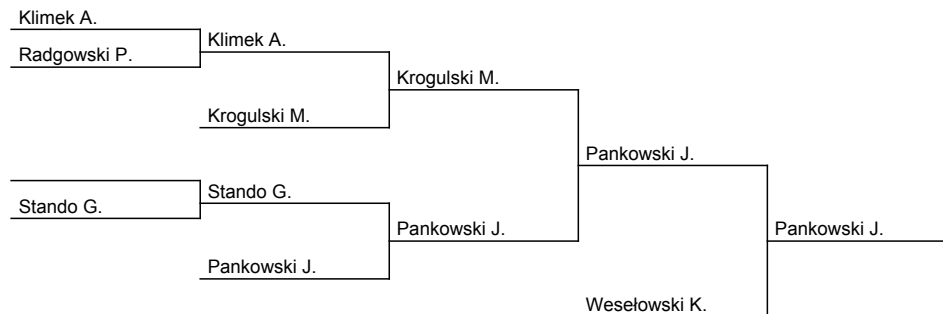 Klimek A.
Radgowski P.
Klimek A.
Krogulski M.
Krogulski M.
Pankowski J.
Stando G.
Stando G.
Pankowski J.
Pankowski J.
Pankowski J.
Wesełowski K.